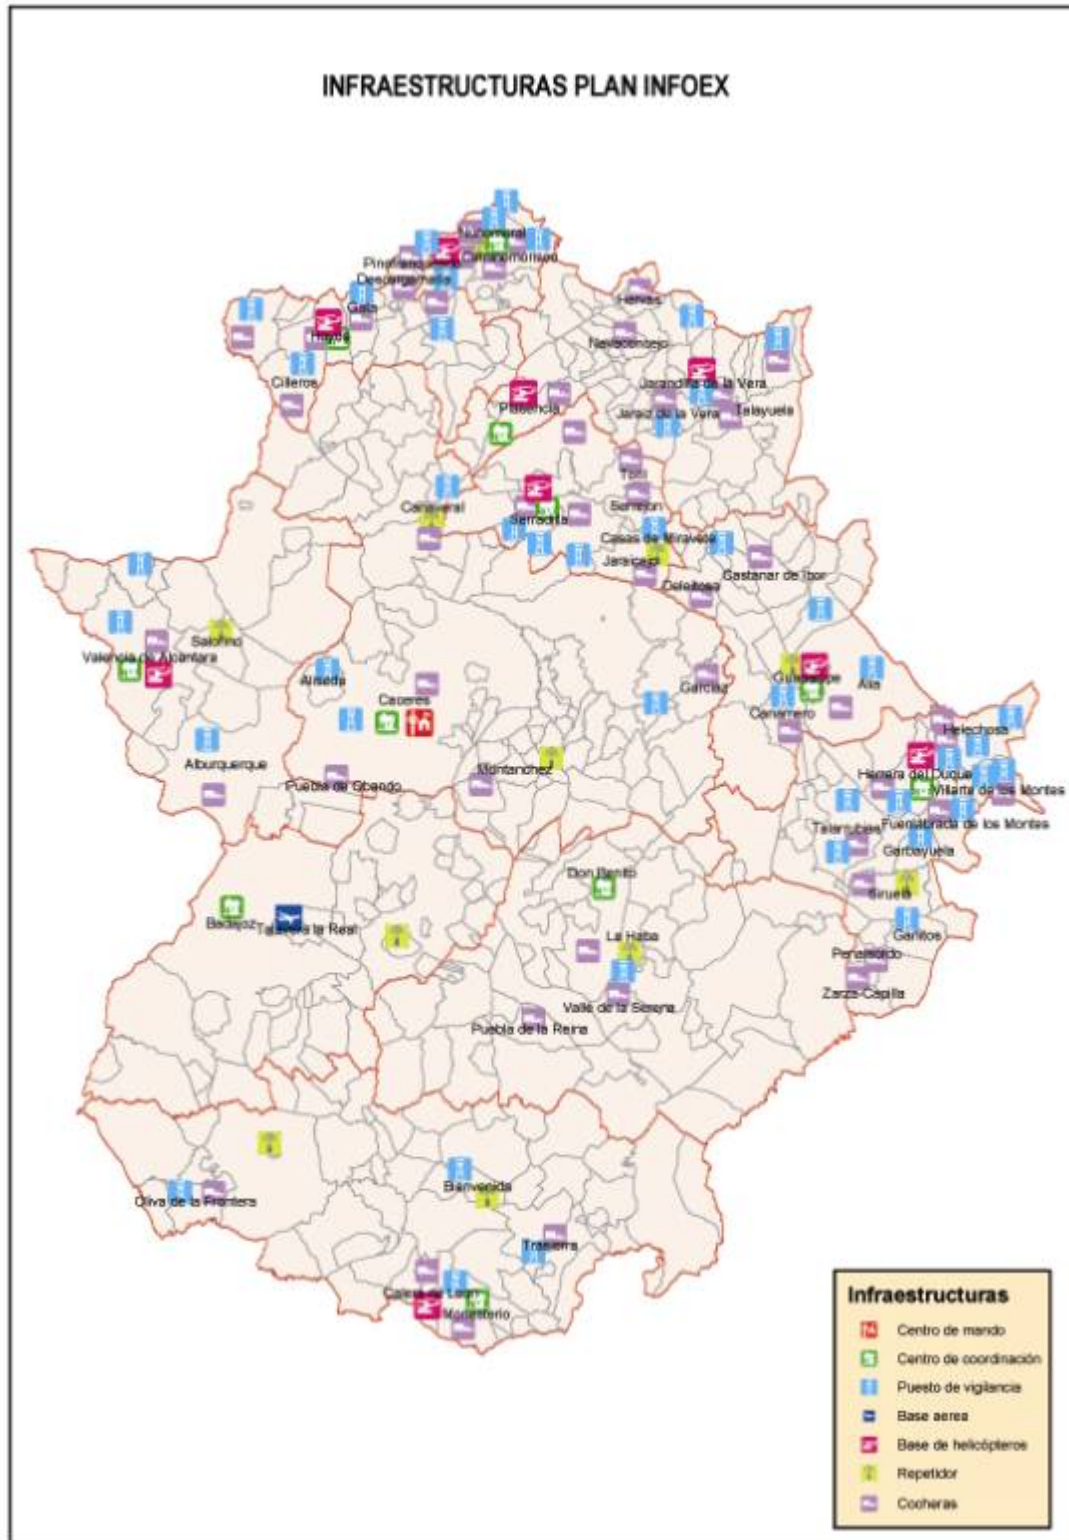 INFRAESTRUCTURAS PLAN INFOEX
Nuñomoral
Caminomorisco
Pinofranqueado
Descargamaría
Gata
Hoyos
Cilleros
Hervás
Navaconcejo
Jarandilla de la Vera
Jaraiz de la Vera
Talayuela
Plasencia
Toril
Serrejón
Cañaveral
Serradilla
Casas de Miravete
Jaraicejo
Deleitosa
Castañar de Ibor
Salorino
Valencia de Alcántara
Aliseda
Cáceres
Garciaz
Guadalupe
Alía
Cañamero
Helechosa
Alburquerque
Puebla de Obando
Montánchez
Herrera del Duque
Villarta de los Montes
Fuenlabrada de los Montes
Talarrubias
Garbayuela
Siruela
Garlitos
Peñalsordo
Zarza-Capilla
Don Benito
La Haba
Valle de la Serena
Puebla de la Reina
Badajoz
Talavera la Real
Oliva de la Frontera
Bienvenida
Trasierra
Calera de León
Monesterio
Infraestructuras
Centro de mando
Centro de coordinación
Puesto de vigilancia
Base aerea
Base de helicópteros
Repetidor
Cocheras